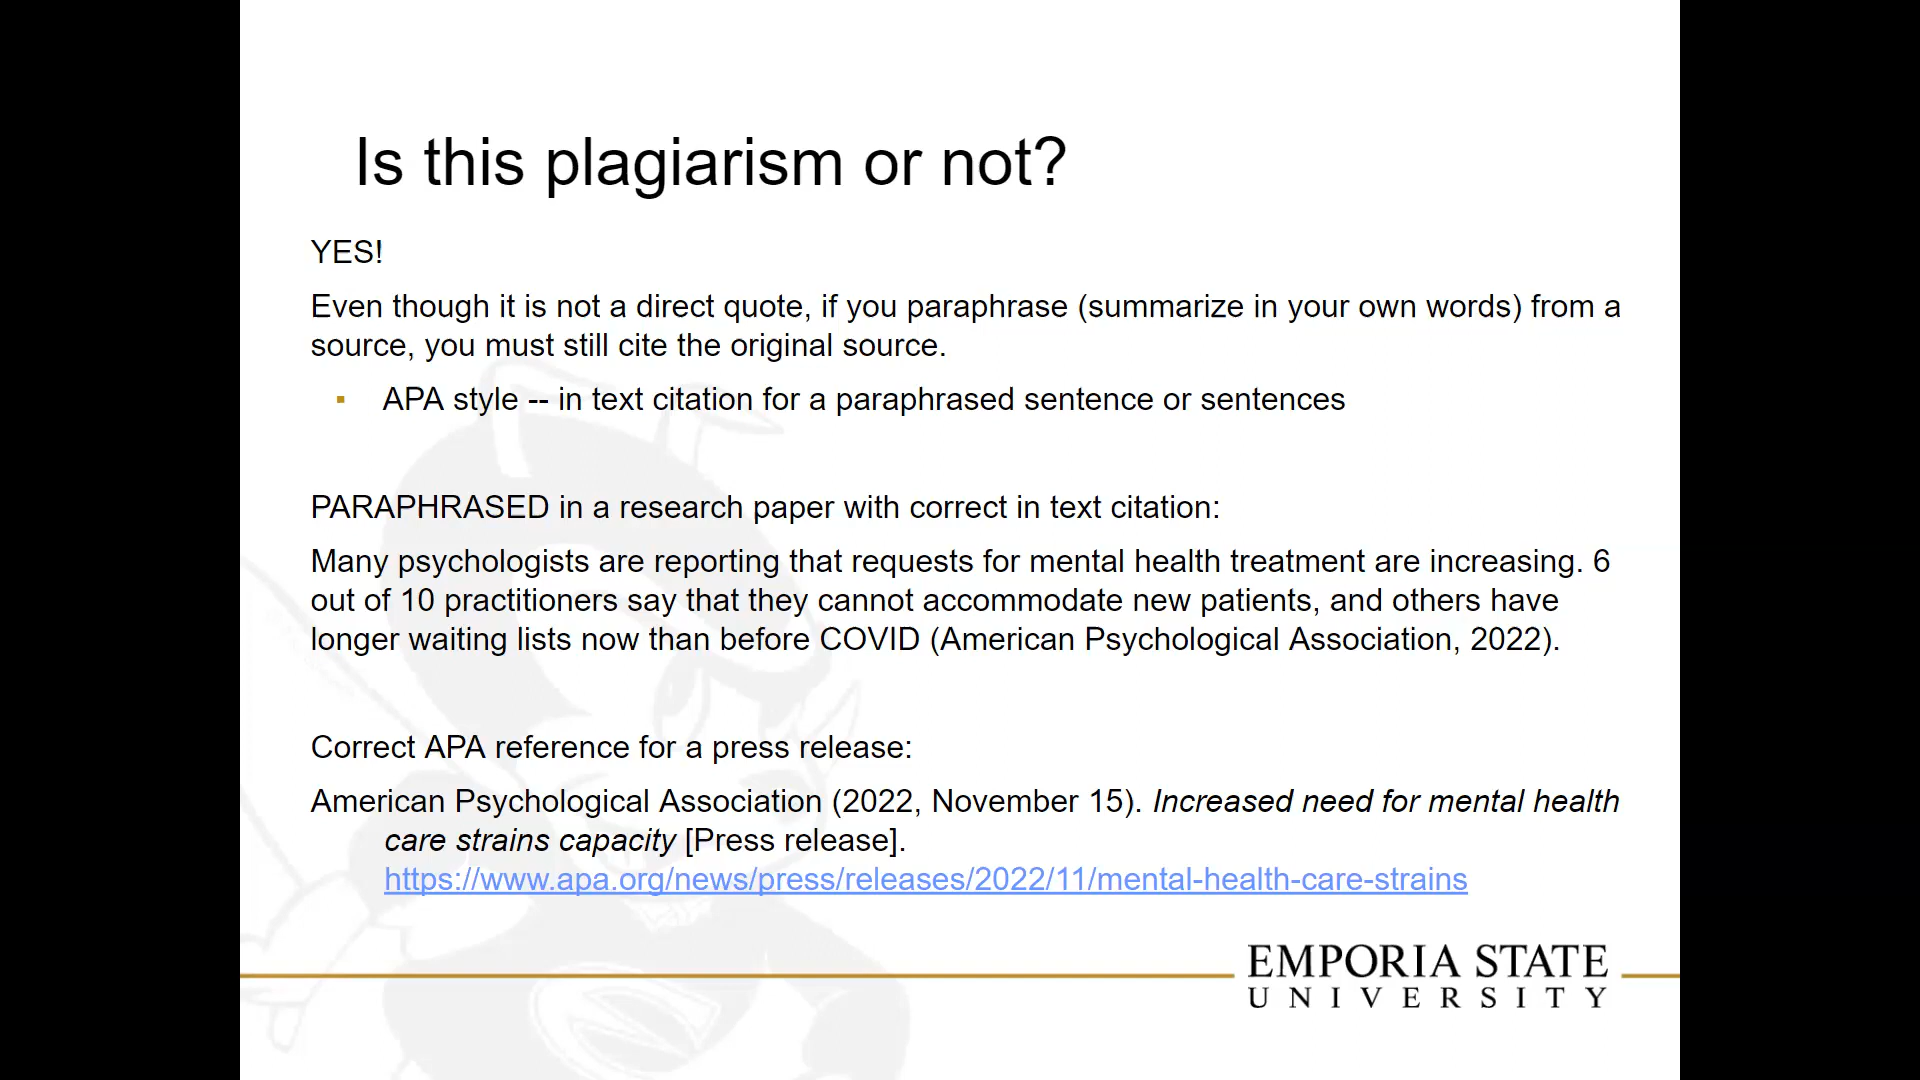 Is this plagiarism or not?
YES!
Even though it is not a direct quote, if you paraphrase (summarize in your own words) from a
source, you must still cite the original source.
▪ APA style -- in text citation for a paraphrased sentence or sentences
PARAPHRASED in a research paper with correct in text citation:
Many psychologists are reporting that requests for mental health treatment are increasing. 6
out of 10 practitioners say that they cannot accommodate new patients, and others have
longer waiting lists now than before COVID (American Psychological Association, 2022).
Correct APA reference for a press release:
American Psychological Association (2022, November 15). Increased need for mental health
care strains capacity [Press release].
https://www.apa.org/news/press/releases/2022/11/mental-health-care-strains
EMPORIA STATE
UNIVERSITY